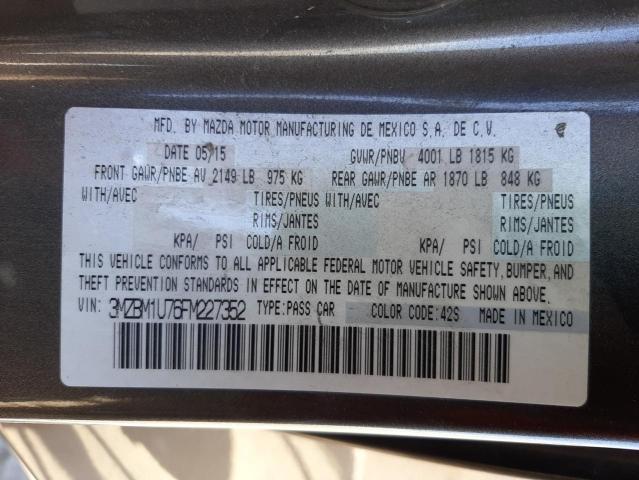 MFD. BY MAZDA MOTOR MANUFACTURING DE MEXICO S.A. DE C.V.
DATE 05/15 GVWR/PNBV 4001 LB 1815 KG
FRONT GAWR/PNBE AV 2149 LB 975 KG REAR GAWR/PNBE AR 1870 LB 848 KG
WITH/AVEC TIRES/PNEUS WITH/AVEC TIRES/PNEUS
RIMS/JANTES RIMS/JANTES
KPA/ PSI COLD/A FROID KPA/ PSI COLD/A FROID
THIS VEHICLE CONFORMS TO ALL APPLICABLE FEDERAL MOTOR VEHICLE SAFETY, BUMPER, AND
THEFT PREVENTION STANDARDS IN EFFECT ON THE DATE OF MANUFACTURE SHOWN ABOVE.
VIN: 3MZBM1U76FM227352 TYPE:PASS CAR COLOR CODE: 42S MADE IN MEXICO